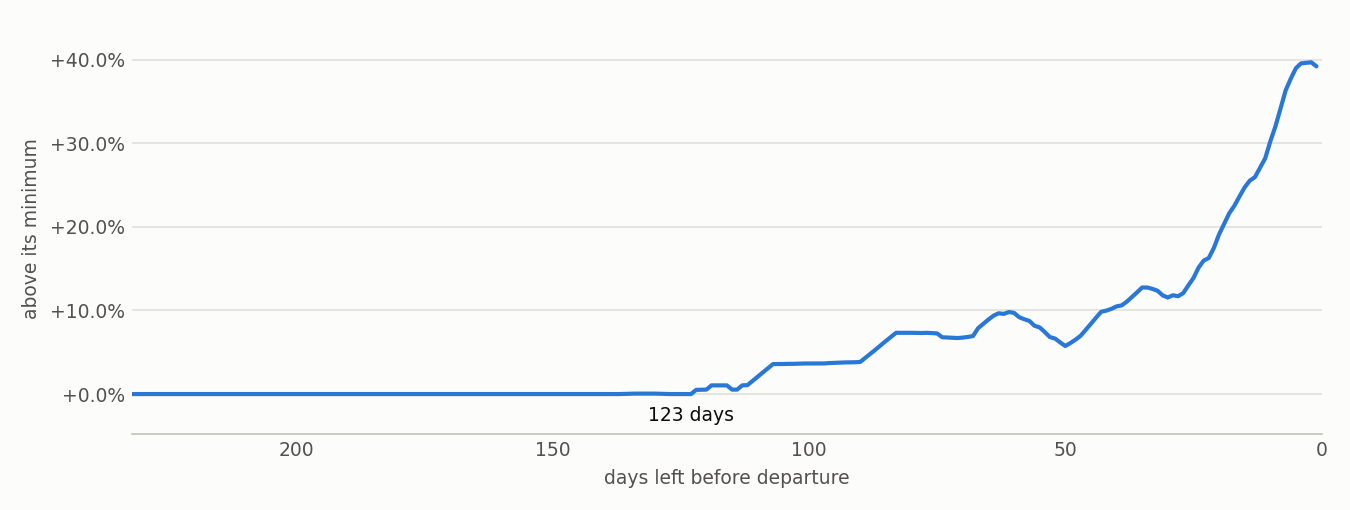 +40.0%
+30.0%
+20.0%
+10.0%
+0.0%
above its minimum
123 days
200 150 100 50 0
days left before departure